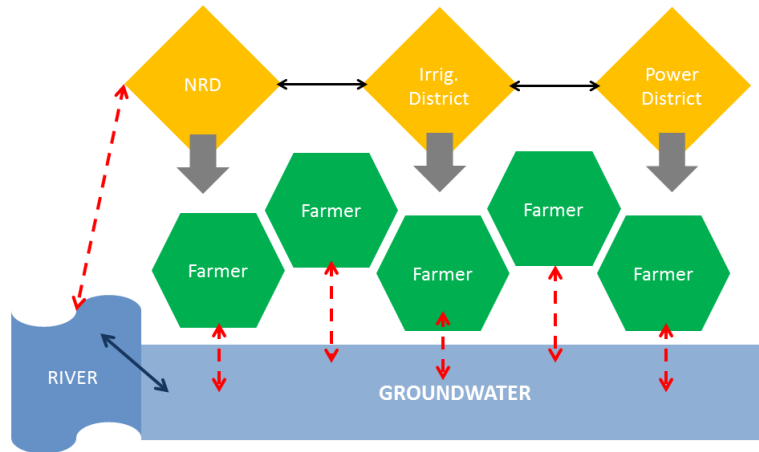 NRD
Irrig.
District
Power
District
Farmer
Farmer
Farmer
Farmer
Farmer
RIVER
GROUNDWATER